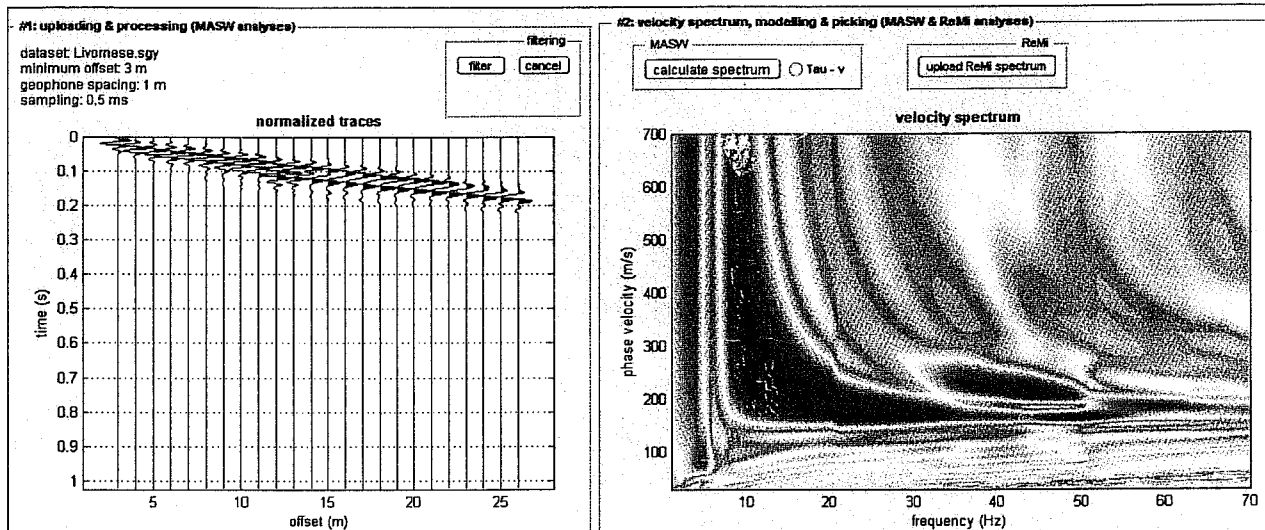 #1: uploading & processing (MASW analyses)
dataset: Livornese.sgy
minimum offset: 3 m
geophone spacing: 1 m
sampling: 0.5 ms
filtering
filter
cancel
normalized traces
0
0.1
0.2
0.3
0.4
0.5
0.6
0.7
0.8
0.9
1
time (s)
5
10
15
20
25
offset (m)
#2: velocity spectrum, modelling & picking (MASW & ReMi analyses)
MASW
calculate spectrum
Tau - v
ReMi
upload ReMi spectrum
velocity spectrum
700
600
500
400
300
200
100
phase velocity (m/s)
10
20
30
40
50
60
70
frequency (Hz)